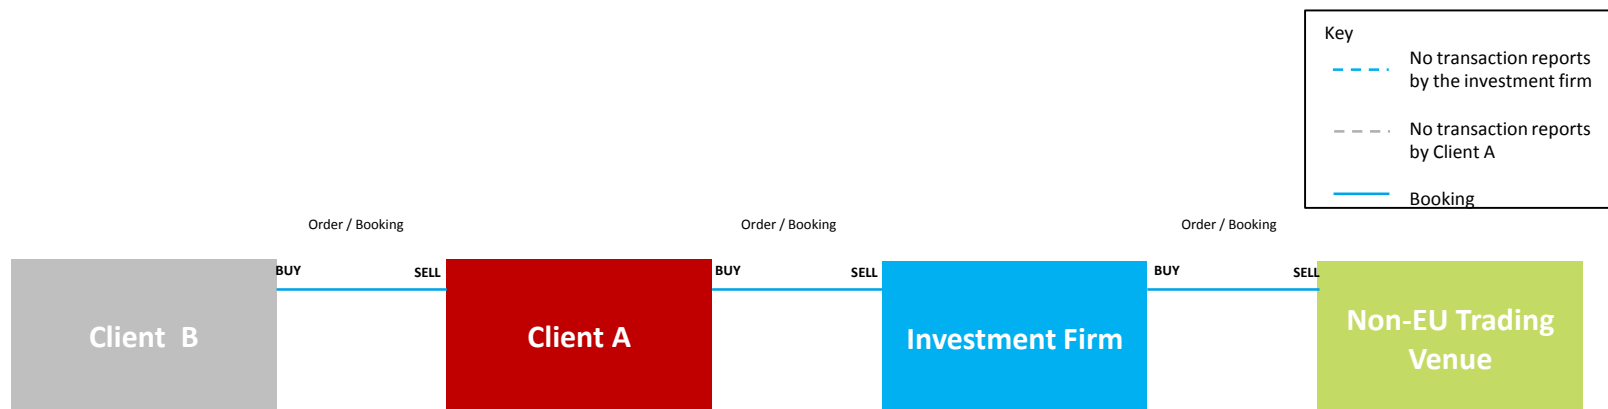 Key
No transaction reports
by the investment firm
No transaction reports
by Client A
Booking
Order / Booking
Order / Booking
Order / Booking
BUY
SELL
BUY
SELL
BUY
SELL
Client B
Client A
Investment Firm
Non-EU Trading
Venue